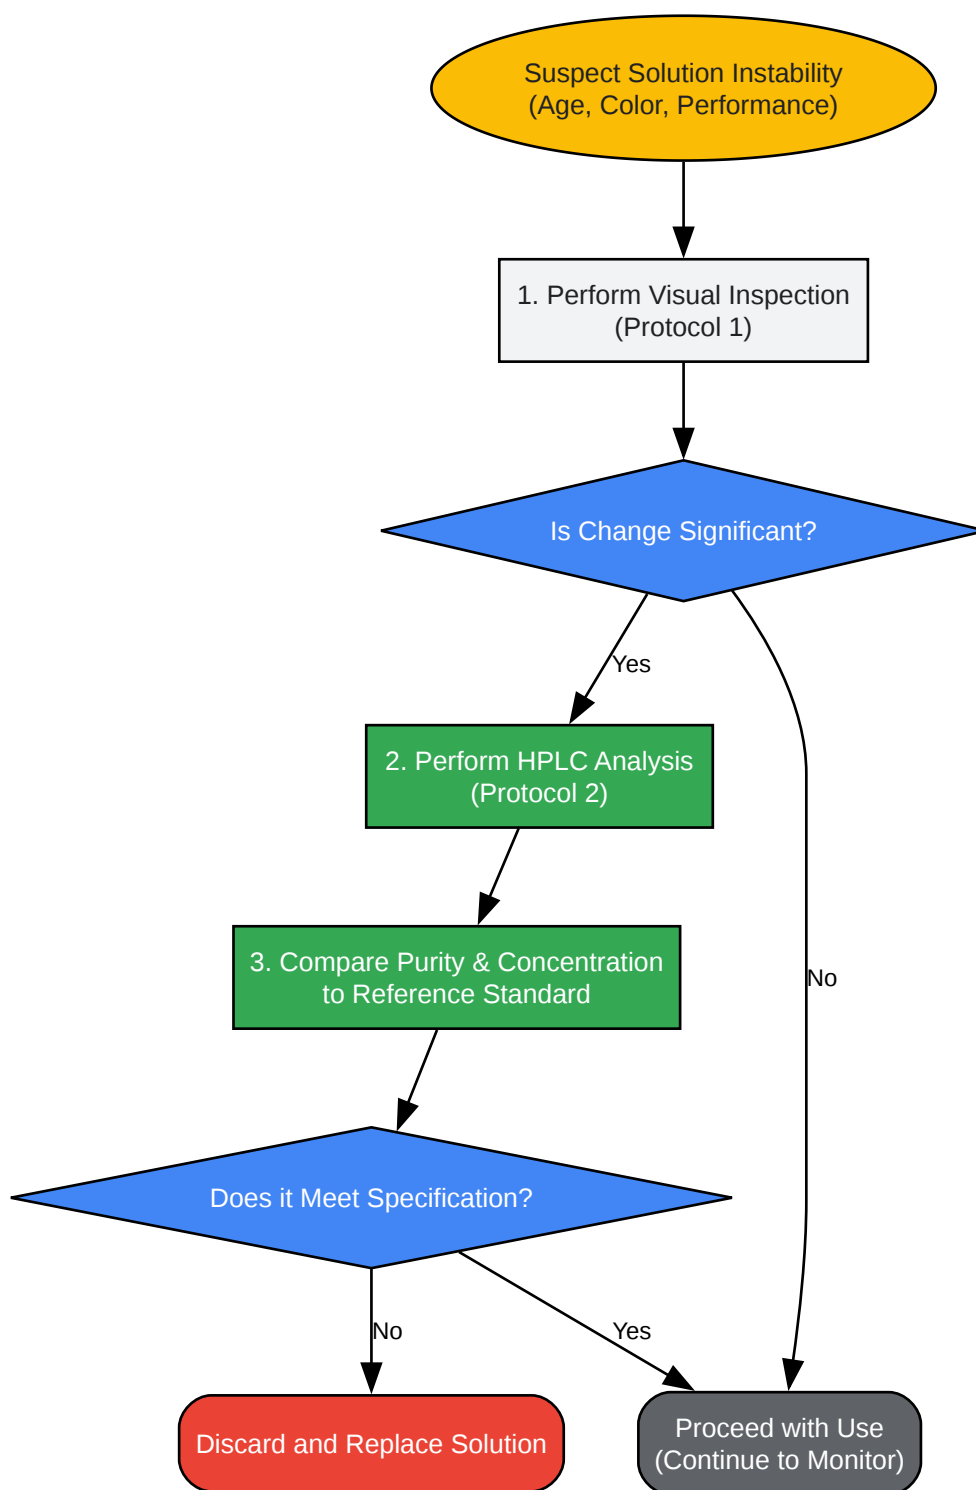 Suspect Solution Instability
(Age, Color, Performance)
1. Perform Visual Inspection
(Protocol 1)
Is Change Significant?
Yes
2. Perform HPLC Analysis
(Protocol 2)
3. Compare Purity & Concentration
to Reference Standard
No
Does it Meet Specification?
No
Yes
Discard and Replace Solution
Proceed with Use
(Continue to Monitor)